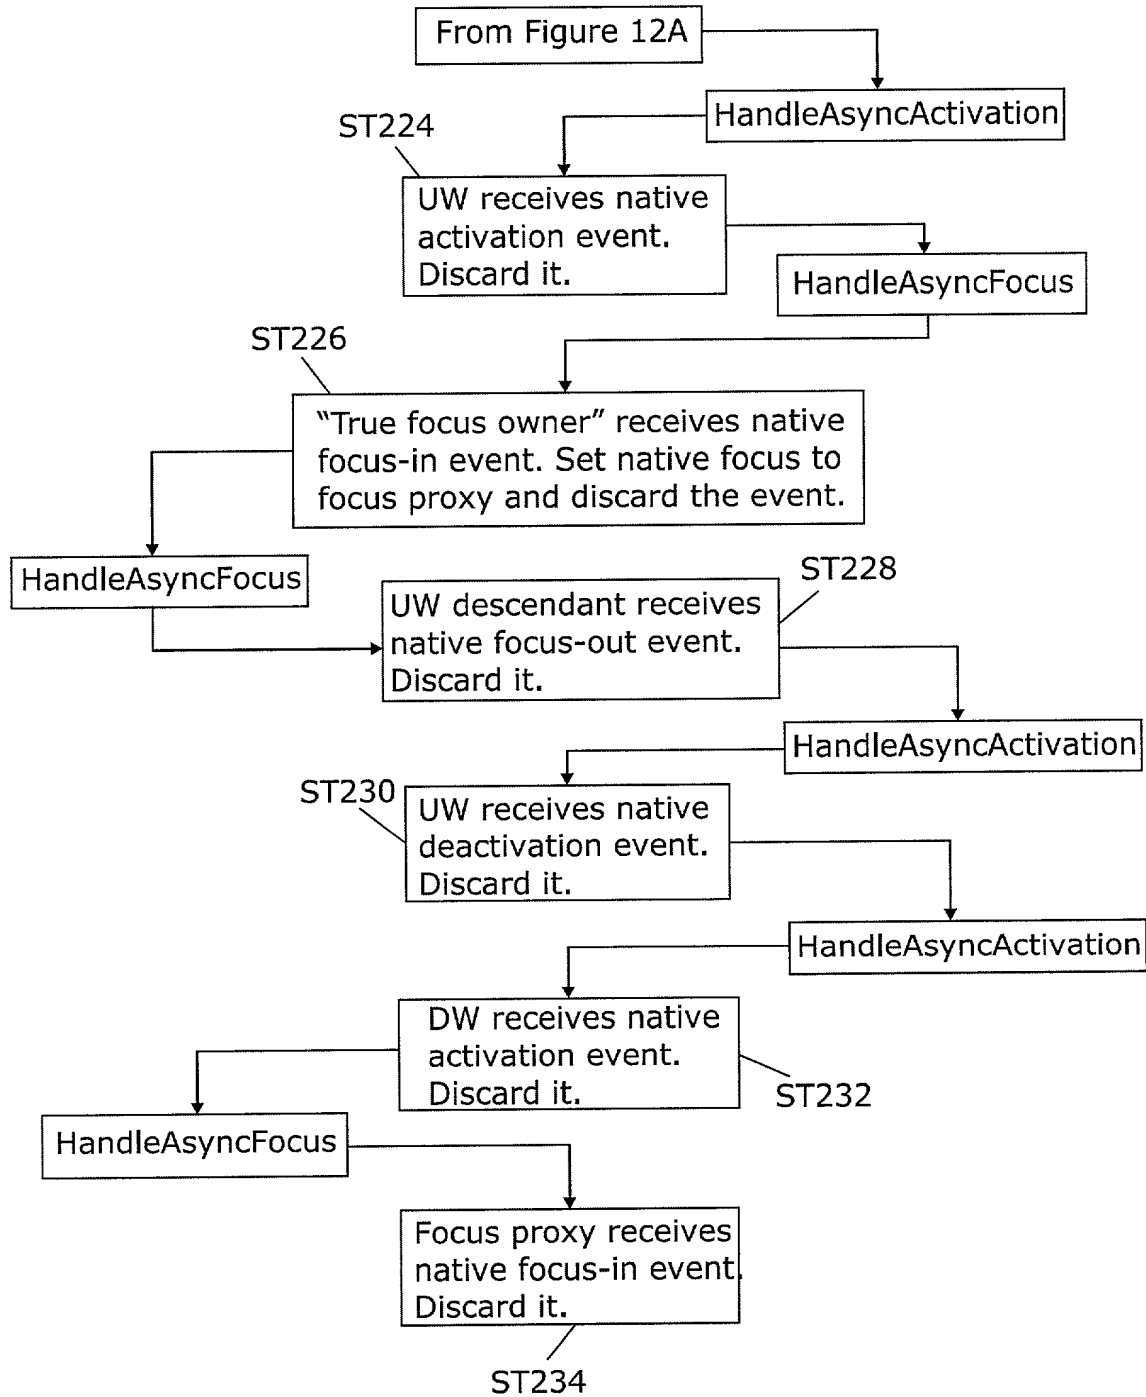 From Figure 12A
HandleAsyncActivation
ST224
UW receives native
activation event.
Discard it.
HandleAsyncFocus
ST226
“True focus owner” receives native
focus-in event. Set native focus to
focus proxy and discard the event.
HandleAsyncFocus
ST228
UW descendant receives
native focus-out event.
Discard it.
HandleAsyncActivation
ST230
UW receives native
deactivation event.
Discard it.
HandleAsyncActivation
DW receives native
activation event.
Discard it.
ST232
HandleAsyncFocus
Focus proxy receives
native focus-in event.
Discard it.
ST234